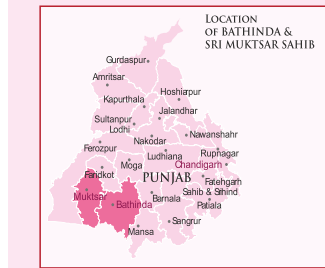 LOCATION
OF BATHINDA &
SRI MUKTSAR SAHIB
Gurdaspur
Amritsar
Hoshiarpur
Kapurthala
Jalandhar
Sultanpur
Lodhi
Nawanshahr
Nakodar
Ferozpur
Rupnagar
Ludhiana
Chandigarh
Moga
Faridkot
PUNJAB
Fatehgarh
Sahib & Sirhind
Muktsar
Barnala
Patiala
Bathinda
Sangrur
Mansa